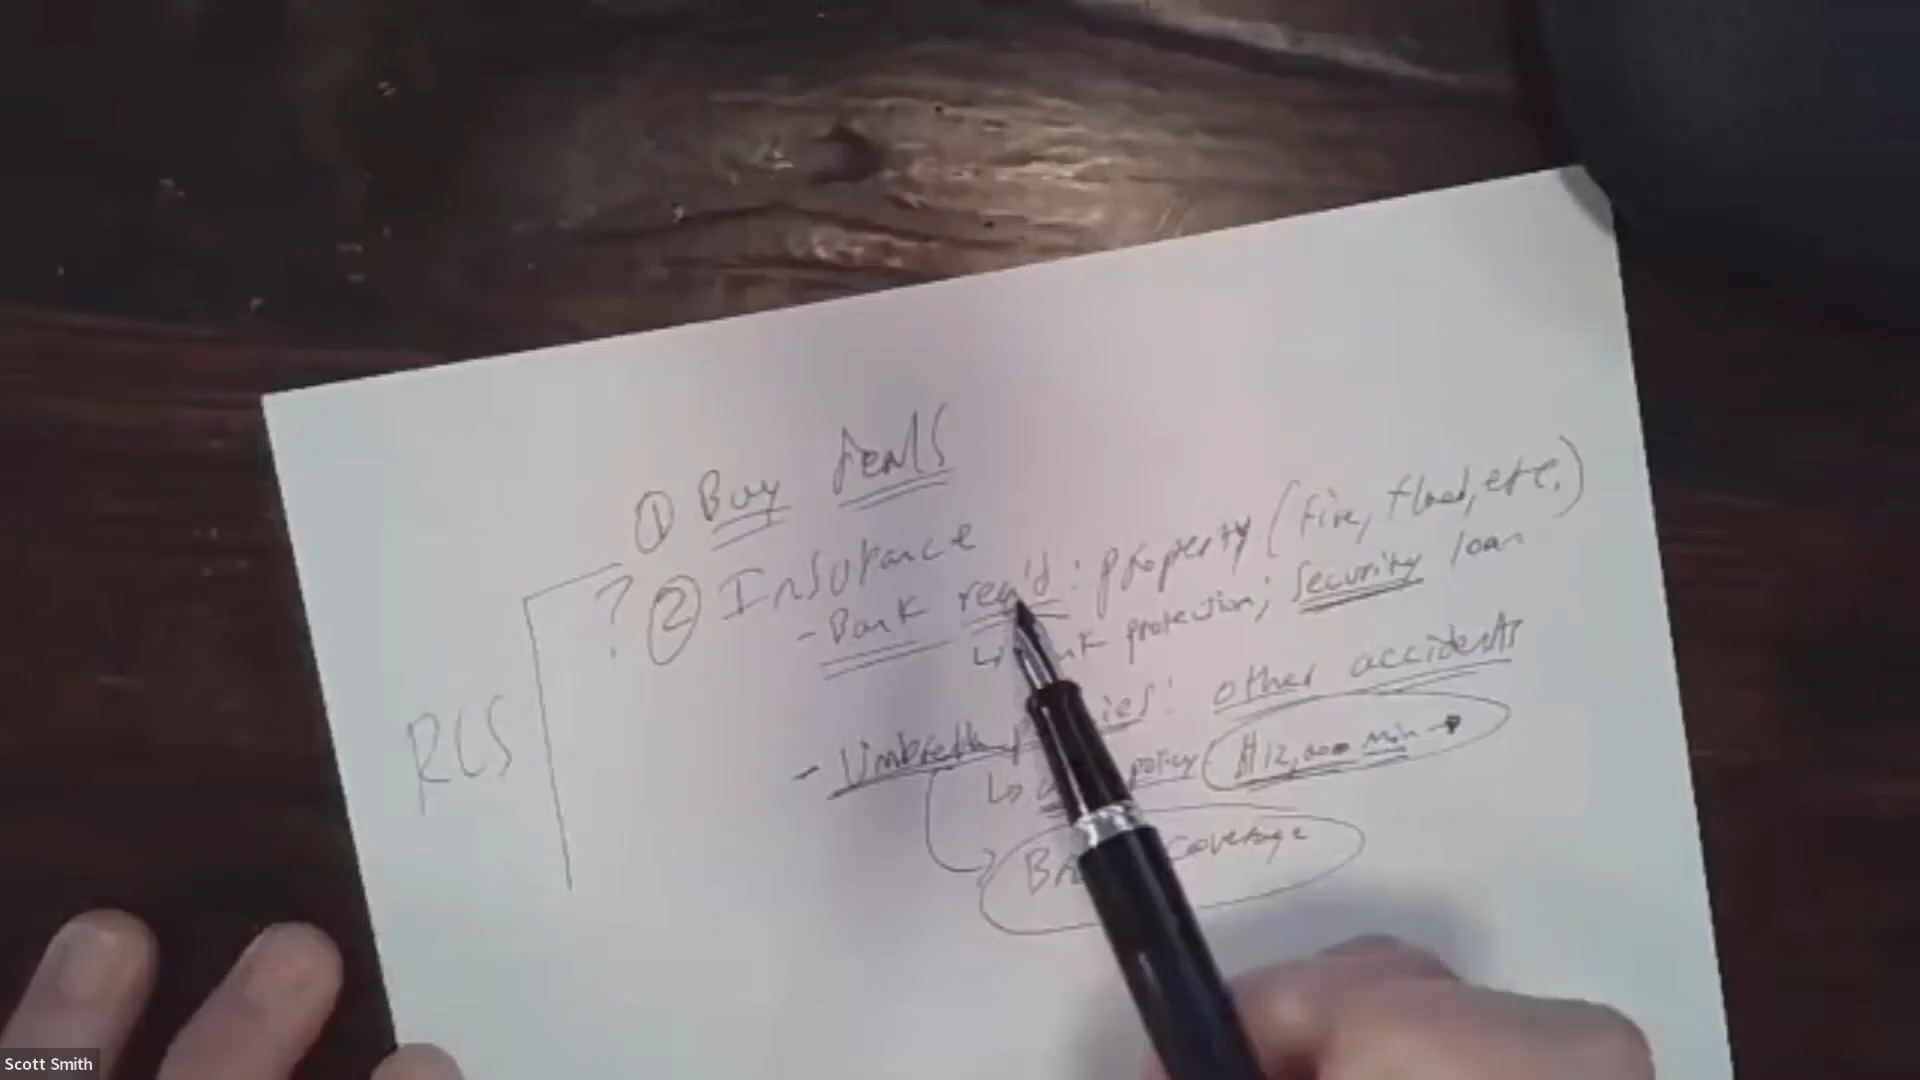 ① Buy deals
? ② Insurance
- Bank req'd: property (fire, flood, etc.)
↳ protection; security loan
RCS
- Umbrella : other accidents
↳ policy $12,000 min →
coverage
Scott Smith